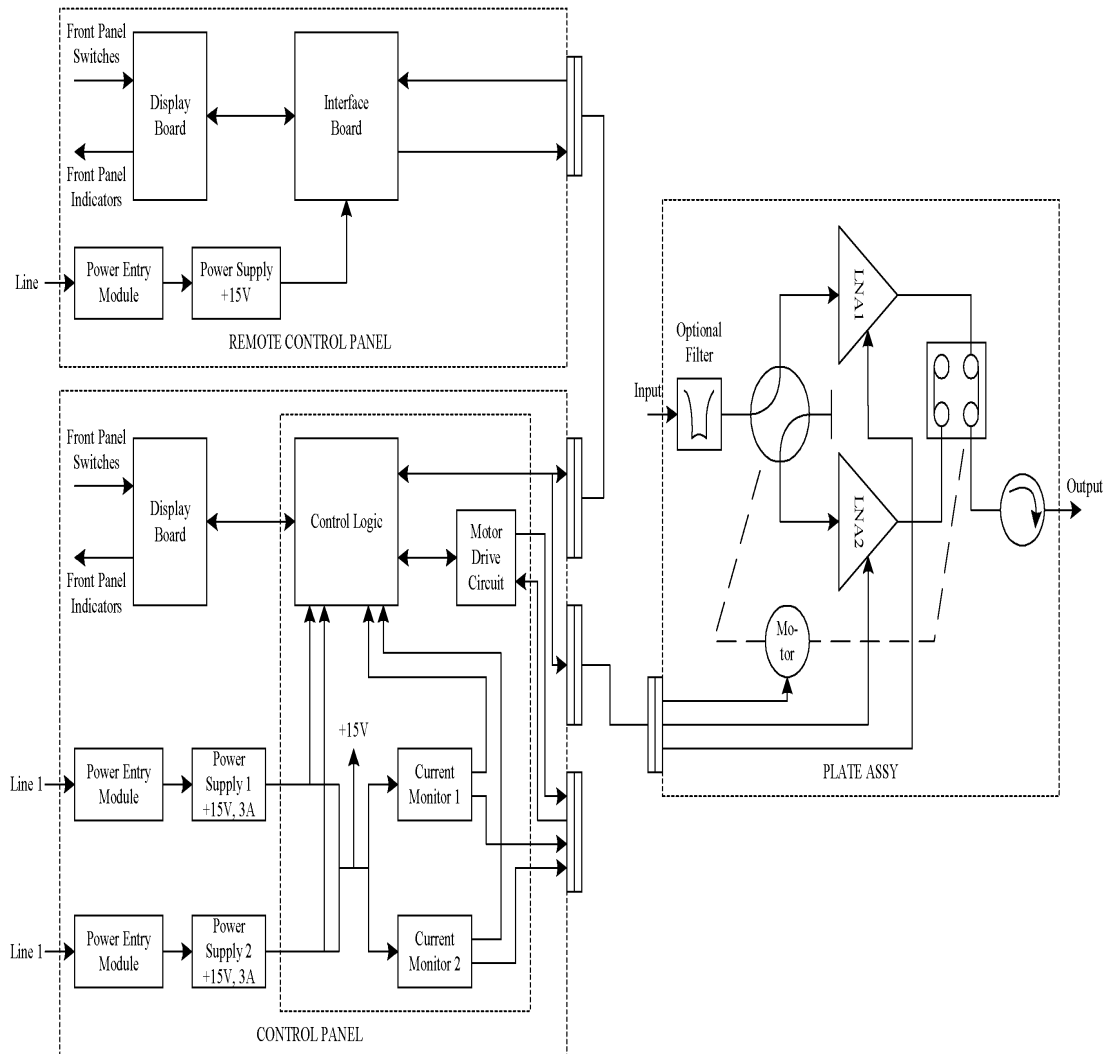 Front Panel
Switches
Display
Board
Interface
Board
Front Panel
Indicators
Line
Power Entry
Module
Power Supply
+15V
REMOTE CONTROL PANEL
Front Panel
Switches
Display
Board
Control Logic
Motor
Drive
Circuit
Front Panel
Indicators
+15V
Line 1
Power Entry
Module
Power
Supply 1
+15V, 3A
Current
Monitor 1
Line 1
Power Entry
Module
Power
Supply 2
+15V, 3A
Current
Monitor 2
CONTROL PANEL
Optional
Filter
Input
LNA1
LNA2
Output
Mo-
tor
PLATE ASSY